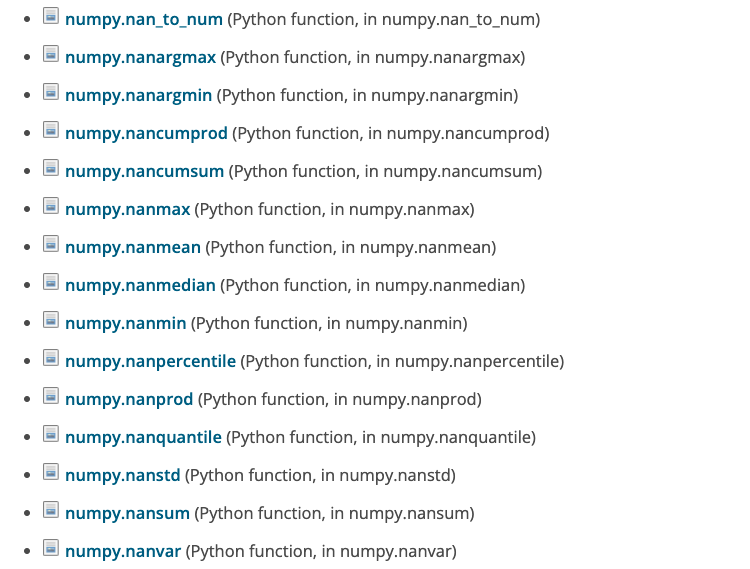 numpy.nan_to_num (Python function, in numpy.nan_to_num)
numpy.nanargmax (Python function, in numpy.nanargmax)
numpy.nanargmin (Python function, in numpy.nanargmin)
numpy.nancumprod (Python function, in numpy.nancumprod)
numpy.nancumsum (Python function, in numpy.nancumsum)
numpy.nanmax (Python function, in numpy.nanmax)
numpy.nanmean (Python function, in numpy.nanmean)
numpy.nanmedian (Python function, in numpy.nanmedian)
numpy.nanmin (Python function, in numpy.nanmin)
numpy.nanpercentile (Python function, in numpy.nanpercentile)
numpy.nanprod (Python function, in numpy.nanprod)
numpy.nanquantile (Python function, in numpy.nanquantile)
numpy.nanstd (Python function, in numpy.nanstd)
numpy.nansum (Python function, in numpy.nansum)
numpy.nanvar (Python function, in numpy.nanvar)